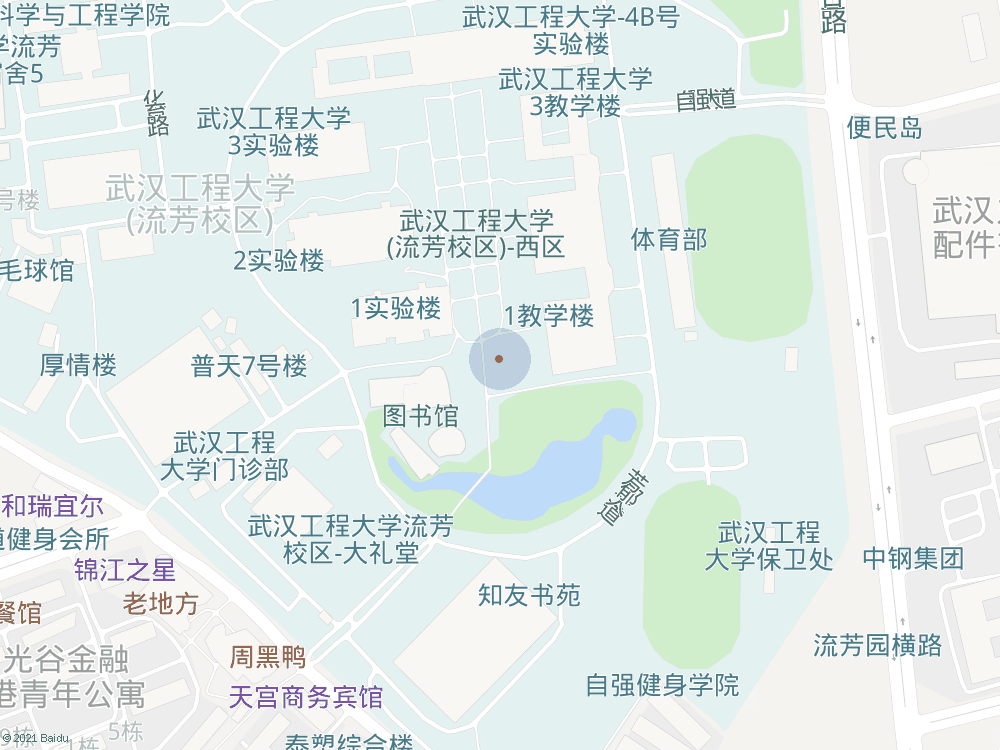 科学与工程学院
武汉工程大学-4B号
实验楼
学流芳
舍5
武汉工程大学
3教学楼
化育路
自强大道
武汉工程大学
3实验楼
便民岛
武汉工程大学
(流芳校区)
号楼
武汉工程大学
(流芳校区)-西区
体育部
武汉
配件
毛球馆
2实验楼
1实验楼
1教学楼
厚情楼
普天7号楼
图书馆
武汉工程
大学门诊部
和瑞宜尔
道健身会所
武汉工程大学流芳
校区-大礼堂
武汉工程
大学保卫处
中钢集团
锦江之星
老地方
餐馆
知友书苑
光谷金融
港青年公寓
周黑鸭
天宫商务宾馆
自强健身学院
流芳园横路
5栋
1栋
泰塑综合楼
© 2021 Baidu